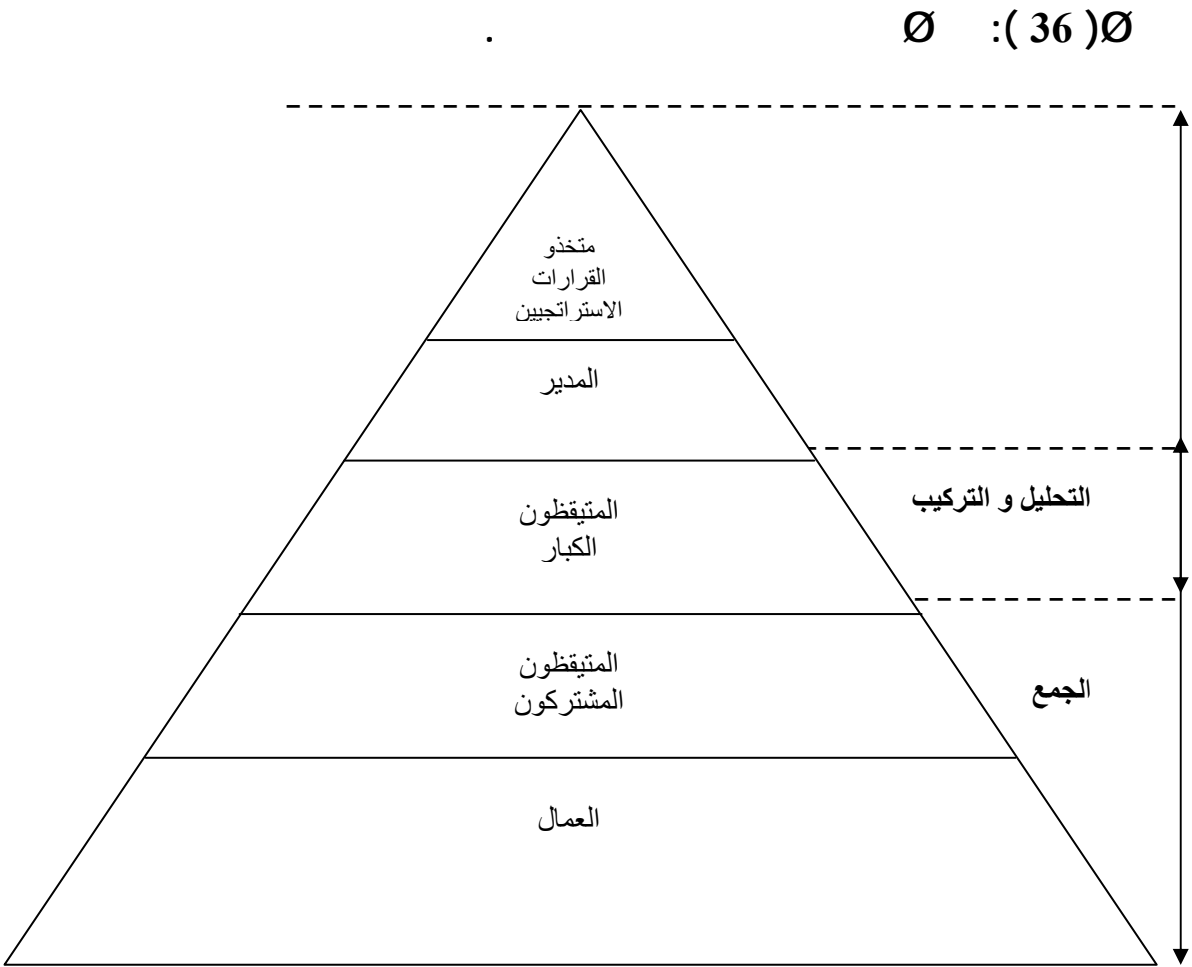 Ø( 36 ): Ø .
متخذو
القرارات
الاستراتجيين
المدير
التحليل و التركيب
المتيقظون
الكبار
المتيقظون
المشتركون
الجمع
العمال